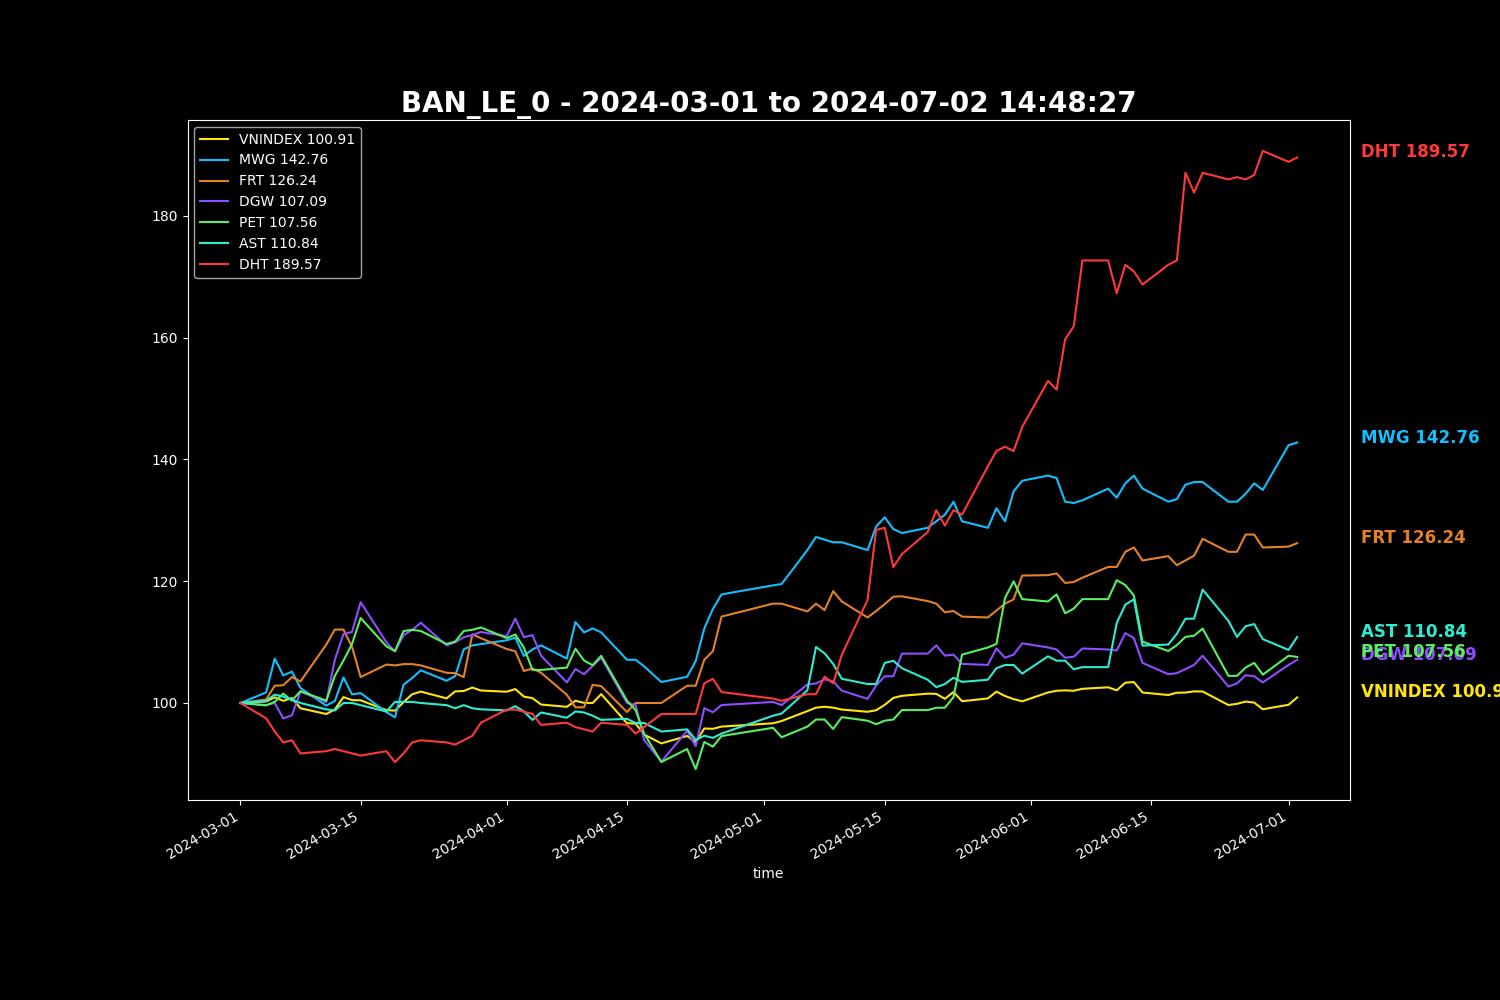 BAN_LE_0 - 2024-03-01 to 2024-07-02 14:48:27
VNINDEX 100.91
MWG 142.76
FRT 126.24
DGW 107.09
PET 107.56
AST 110.84
DHT 189.57
180
160
140
120
100
DHT 189.57
MWG 142.76
FRT 126.24
AST 110.84
PET 107.56
DGW 107.09
VNINDEX 100.9
2024-03-01
2024-03-15
2024-04-01
2024-04-15
2024-05-01
2024-05-15
2024-06-01
2024-06-15
2024-07-01
time